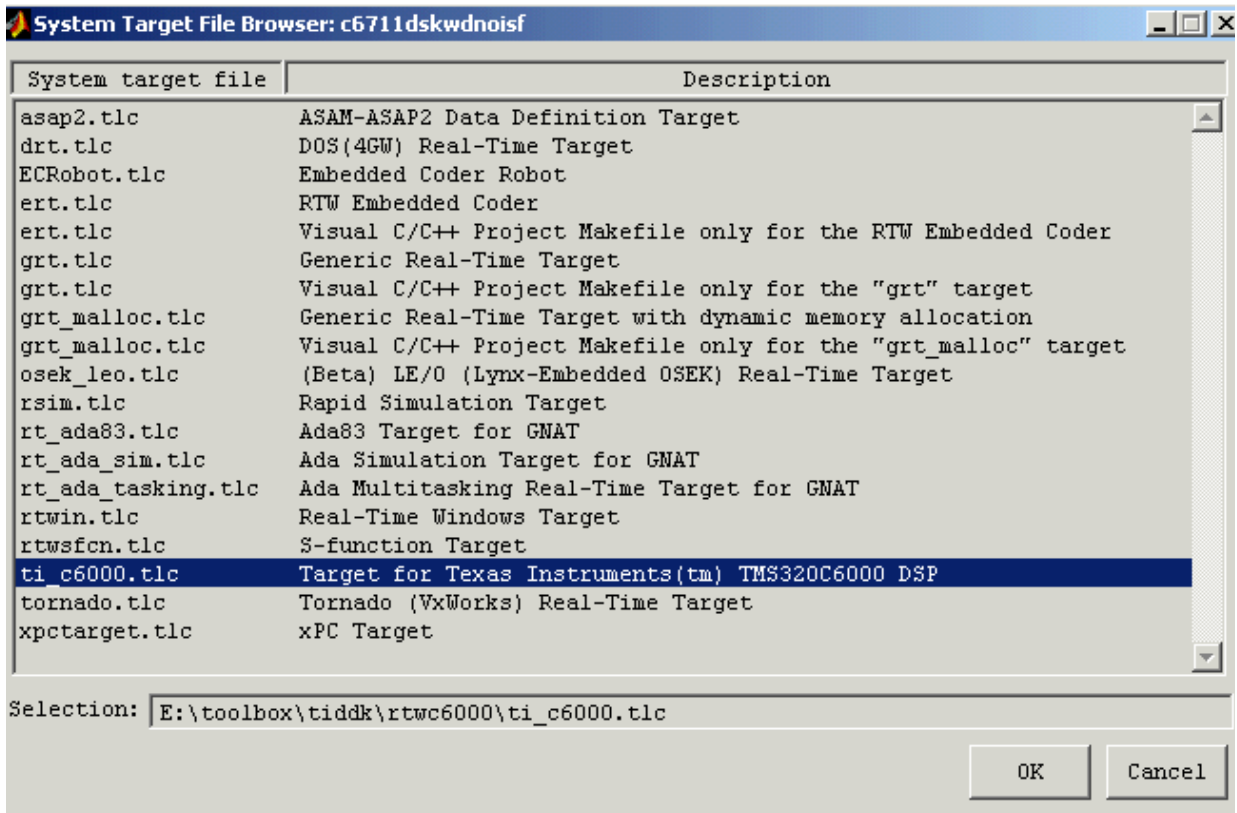 System Target File Browser: c6711dskwdnoisf
System target file Description
asap2.tlc ASAM-ASAP2 Data Definition Target
drt.tlc DOS(4GW) Real-Time Target
ECRobot.tlc Embedded Coder Robot
ert.tlc RTW Embedded Coder
ert.tlc Visual C/C++ Project Makefile only for the RTW Embedded Coder
grt.tlc Generic Real-Time Target
grt.tlc Visual C/C++ Project Makefile only for the "grt" target
grt_malloc.tlc Generic Real-Time Target with dynamic memory allocation
grt_malloc.tlc Visual C/C++ Project Makefile only for the "grt_malloc" target
osek_leo.tlc (Beta) LE/O (Lynx-Embedded OSEK) Real-Time Target
rsim.tlc Rapid Simulation Target
rt_ada83.tlc Ada83 Target for GNAT
rt_ada_sim.tlc Ada Simulation Target for GNAT
rt_ada_tasking.tlc Ada Multitasking Real-Time Target for GNAT
rtwin.tlc Real-Time Windows Target
rtwsfcn.tlc S-function Target
ti_c6000.tlc Target for Texas Instruments(tm) TMS320C6000 DSP
tornado.tlc Tornado (VxWorks) Real-Time Target
xpctarget.tlc xPC Target
Selection: E:\toolbox\tiddk\rtwc6000\ti_c6000.tlc
OK Cancel